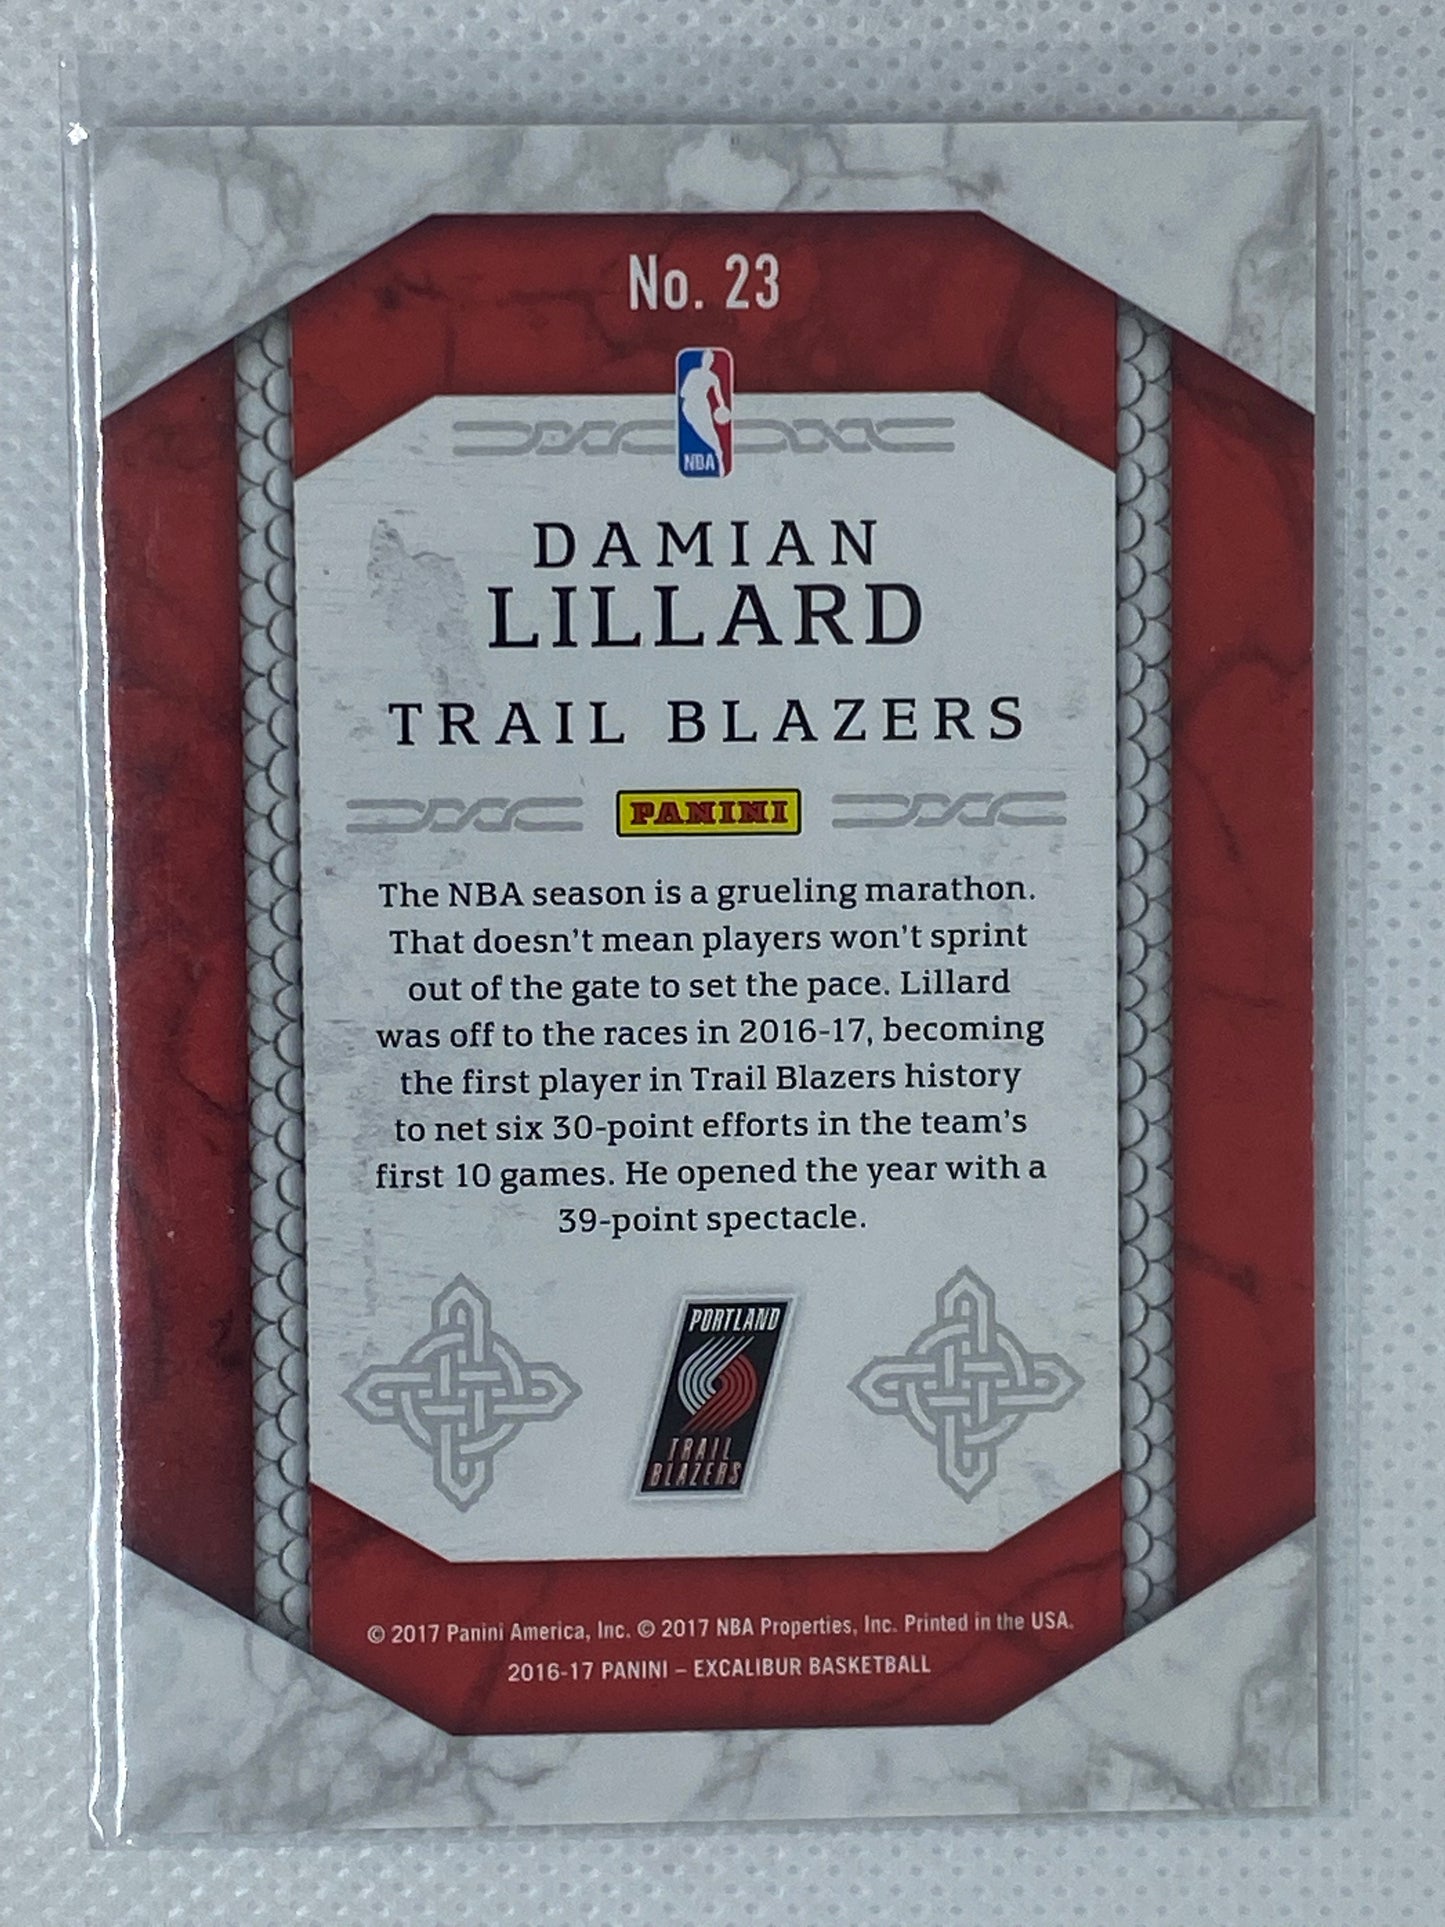 No. 23
NBA
DAMIAN
LILLARD
TRAIL BLAZERS
PANINI
The NBA season is a grueling marathon.
That doesn't mean players won't sprint
out of the gate to set the pace. Lillard
was off to the races in 2016-17, becoming
the first player in Trail Blazers history
to net six 30-point efforts in the team's
first 10 games. He opened the year with a
39-point spectacle.
PORTLAND
TRAIL
BLAZERS
© 2017 Panini America, Inc. © 2017 NBA Properties, Inc. Printed in the USA.
2016-17 PANINI – EXCALIBUR BASKETBALL